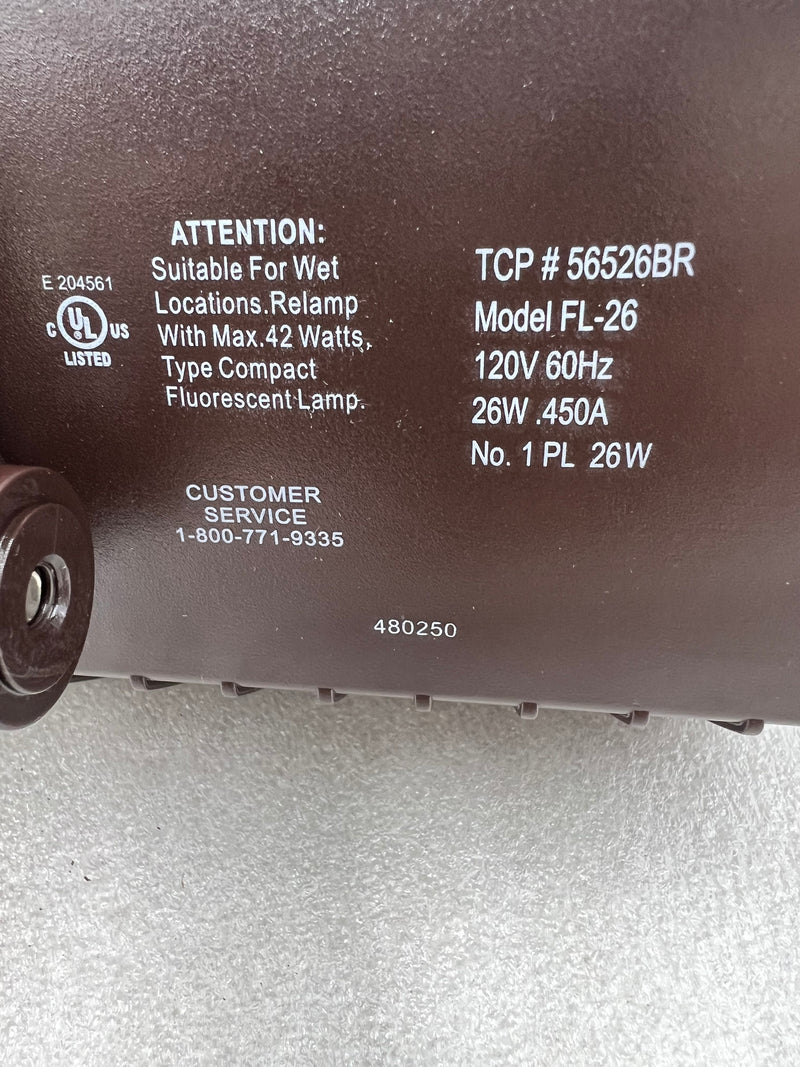 ATTENTION:
Suitable For Wet
Locations.Relamp
With Max.42 Watts,
Type Compact
Fluorescent Lamp.
E 204561
C UL US
LISTED
CUSTOMER
SERVICE
1-800-771-9335
TCP # 56526BR
Model FL-26
120V 60Hz
26W .450A
No. 1 PL 26W
480250